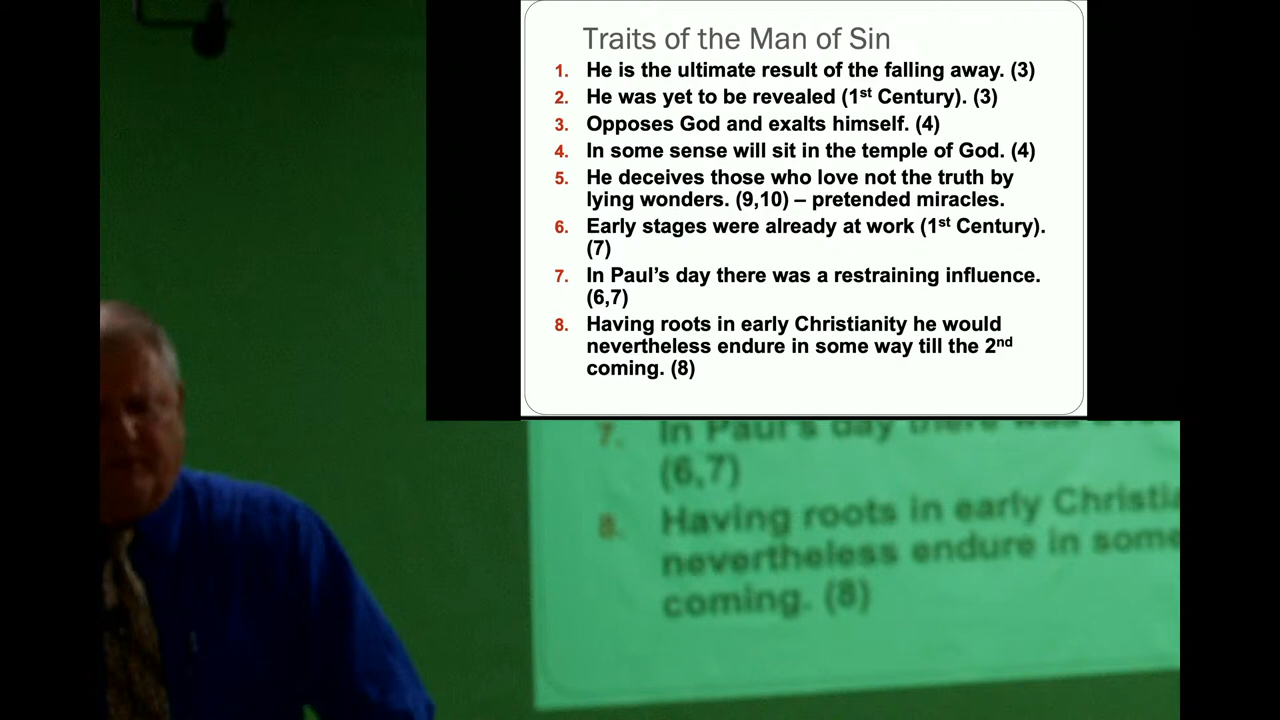 Traits of the Man of Sin
1. He is the ultimate result of the falling away. (3)
2. He was yet to be revealed (1st Century). (3)
3. Opposes God and exalts himself. (4)
4. In some sense will sit in the temple of God. (4)
5. He deceives those who love not the truth by
lying wonders. (9,10) – pretended miracles.
6. Early stages were already at work (1st Century).
(7)
7. In Paul's day there was a restraining influence.
(6,7)
8. Having roots in early Christianity he would
nevertheless endure in some way till the 2nd
coming. (8)
7. In Paul's day there was
(6,7)
8. Having roots in early Christia
nevertheless endure in some
coming. (8)